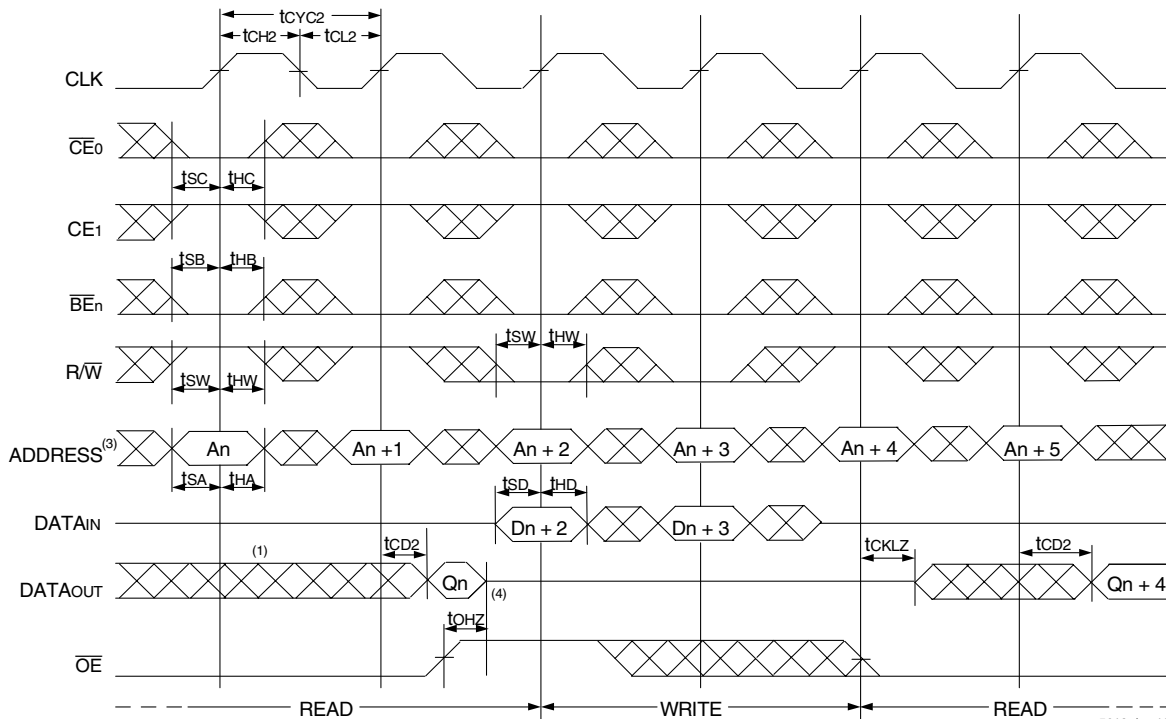 tCYC2
tCH2 tCL2
CLK
CE0
tSC tHC
CE1
tSB tHB
BEn
tSW tHW
R/W
tSW tHW
ADDRESS(3) An An +1 An + 2 An + 3 An + 4 An + 5
tSA tHA
tSD tHD
DATAIN Dn + 2 Dn + 3
tCD2 tCKLZ tCD2
(1)
DATAOUT Qn (4) Qn + 4
tOHZ
OE
READ WRITE READ